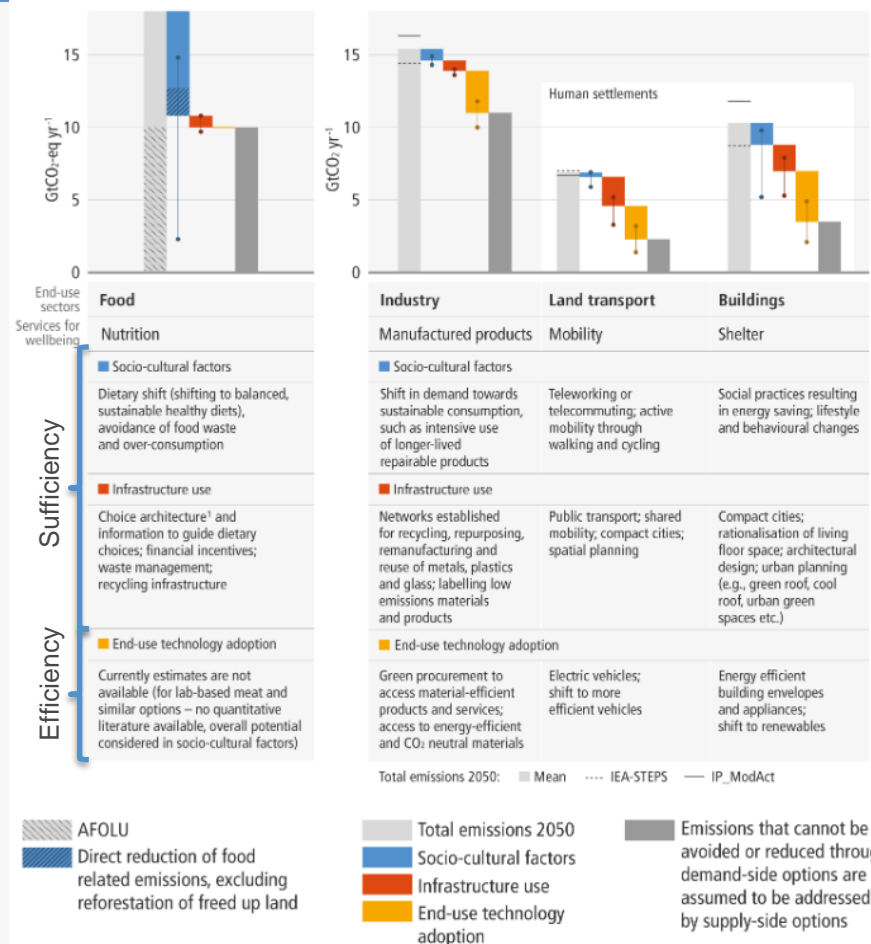 15
10
5
0
GtCO₂-eq yr⁻¹
15
10
5
0
GtCO₂ yr⁻¹
Human settlements
End-use
sectors
Food
Industry
Land transport
Buildings
Services for
wellbeing
Nutrition
Manufactured products
Mobility
Shelter
Sufficiency
Efficiency
Socio-cultural factors
Dietary shift (shifting to balanced,
sustainable healthy diets),
avoidance of food waste
and over-consumption
Socio-cultural factors
Shift in demand towards
sustainable consumption,
such as intensive use
of longer-lived
repairable products
Teleworking or
telecommuting; active
mobility through
walking and cycling
Social practices resulting
in energy saving; lifestyle
and behavioural changes
Infrastructure use
Choice architecture¹ and
information to guide dietary
choices; financial incentives;
waste management;
recycling infrastructure
Infrastructure use
Networks established
for recycling, repurposing,
remanufacturing and
reuse of metals, plastics
and glass; labelling low
emissions materials
and products
Public transport; shared
mobility; compact cities;
spatial planning
Compact cities;
rationalisation of living
floor space; architectural
design; urban planning
(e.g., green roof, cool
roof, urban green
spaces etc.)
End-use technology adoption
Currently estimates are not
available (for lab-based meat and
similar options – no quantitative
literature available, overall potential
considered in socio-cultural factors)
End-use technology adoption
Green procurement to
access material-efficient
products and services;
access to energy-efficient
and CO₂ neutral materials
Electric vehicles;
shift to more
efficient vehicles
Energy efficient
building envelopes
and appliances;
shift to renewables
Total emissions 2050: Mean IEA-STEPS IP_ModAct
AFOLU
Direct reduction of food
related emissions, excluding
reforestation of freed up land
Total emissions 2050
Socio-cultural factors
Infrastructure use
End-use technology
adoption
Emissions that cannot be
avoided or reduced throug
demand-side options are
assumed to be addressed
by supply-side options